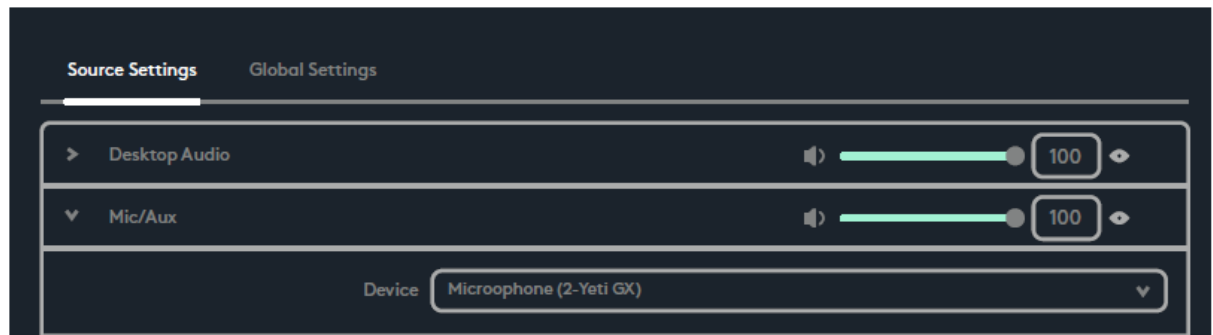 Source Settings Global Settings
Desktop Audio 100
Mic/Aux 100
Device Microophone (2-Yeti GX)